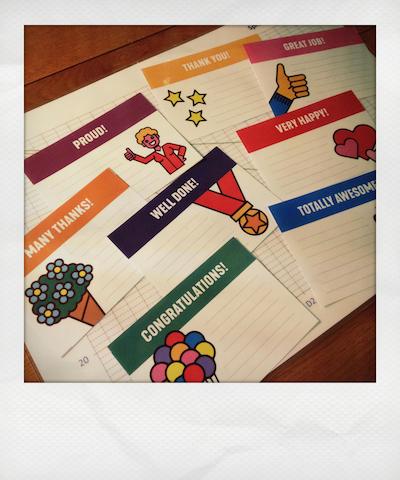 THANK YOU!
GREAT JOB!
PROUD!
VERY HAPPY!
MANY THANKS!
WELL DONE!
TOTALLY AWESOME
CONGRATULATIONS!
20
D2